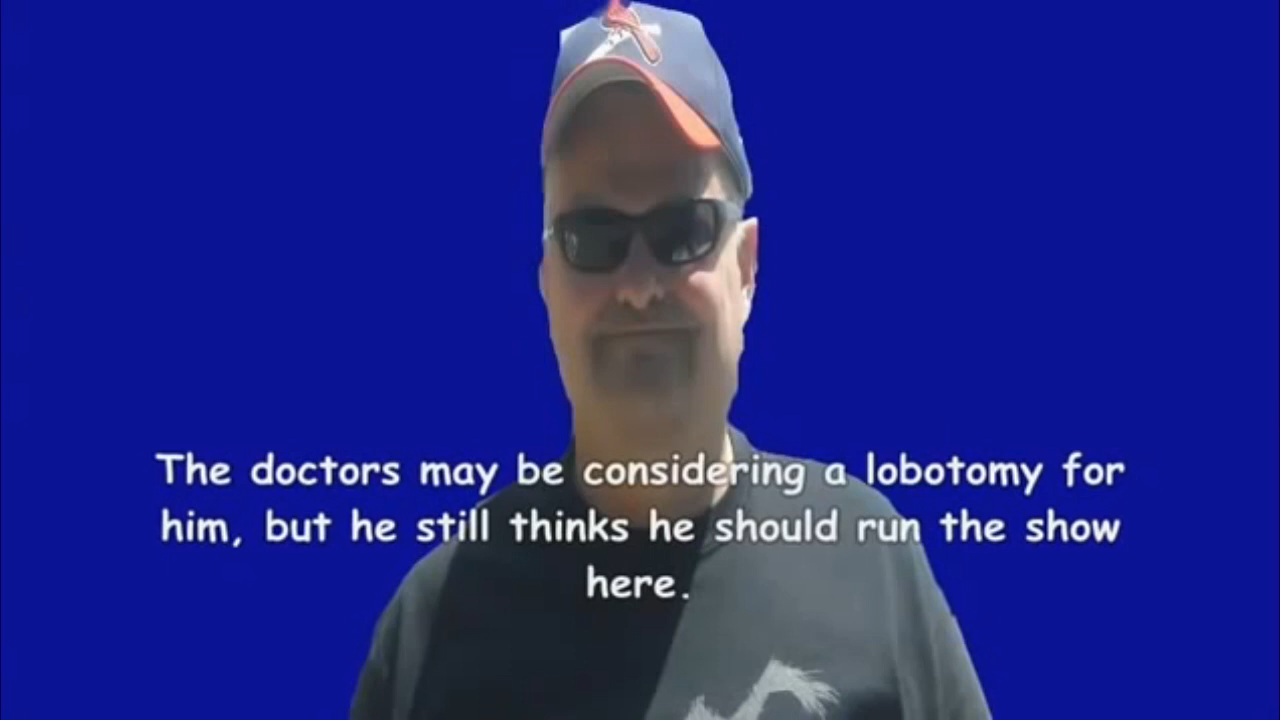 The doctors may be considering a lobotomy for
him, but he still thinks he should run the show
here.